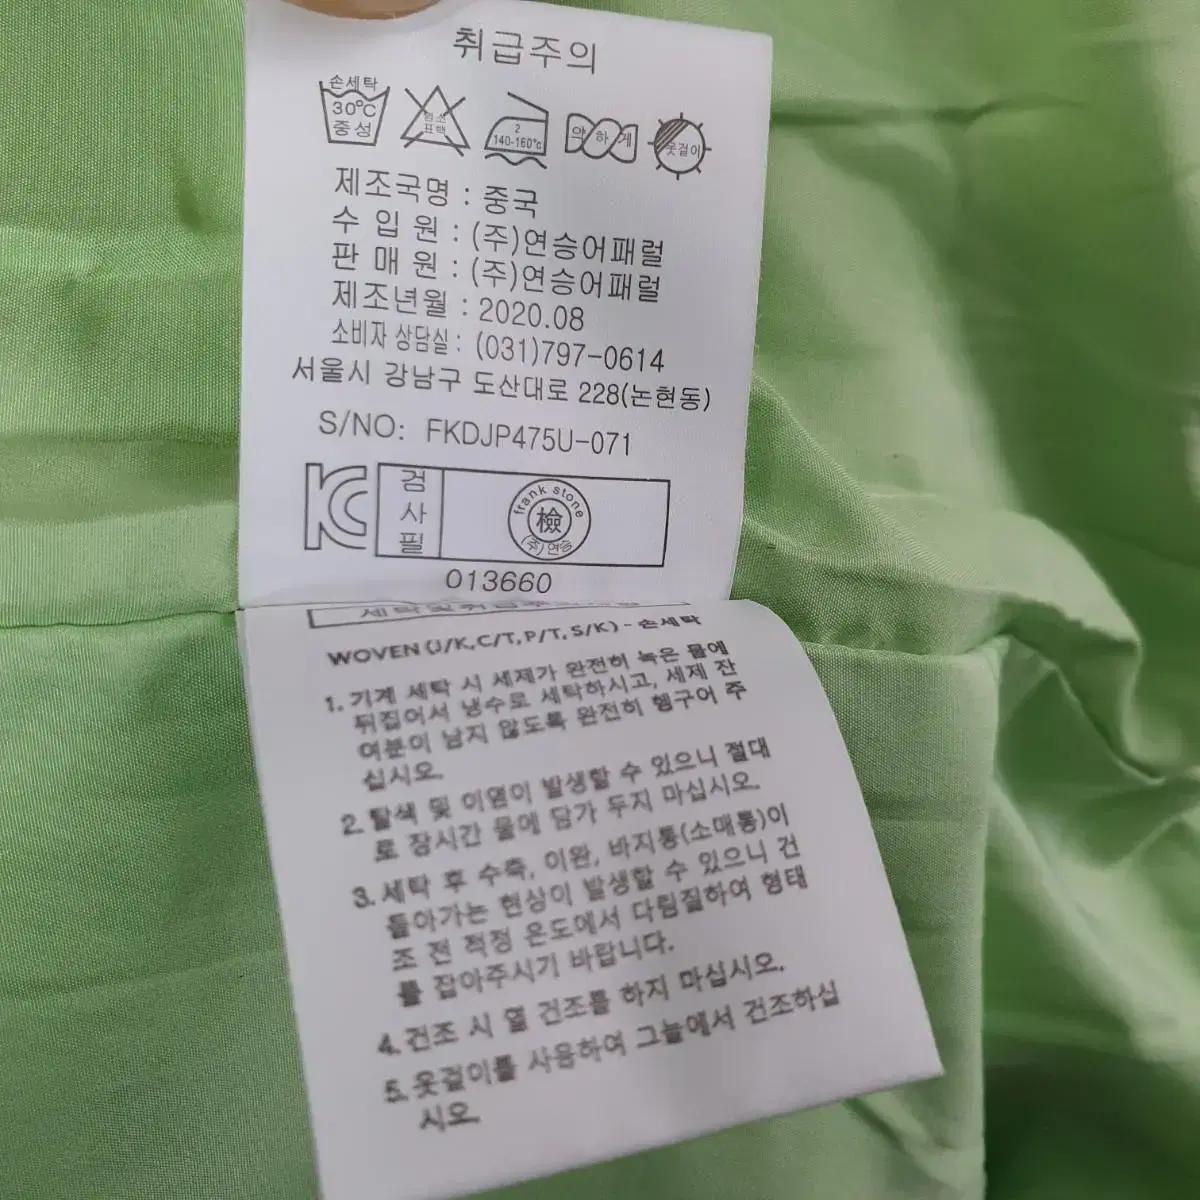 취급주의
손세탁
30℃
중성
염소
표백
2
140-160℃
약하게
옷걸이
제조국명 : 중국
수 입 원 : (주)연승어패럴
판 매 원 : (주)연승어패럴
제조년월 : 2020.08
소비자 상담실 : (031)797-0614
서울시 강남구 도산대로 228(논현동)
S/NO: FKDJP475U-071
검사필
frank stone
檢
(주)연승
013660
WOVEN (J/K,C/T,P/T,S/K) - 손세탁
1. 기계 세탁 시 세제가 완전히 녹은 물에
뒤집어서 냉수로 세탁하시고, 세제 잔
여분이 남지 않도록 완전히 헹구어 주
십시오.
2. 탈색 및 이염이 발생할 수 있으니 절대
로 장시간 물에 담가 두지 마십시오.
3. 세탁 후 수축, 이완, 바지통(소매통)이
돌아가는 현상이 발생할 수 있으니 건
조 전 적정 온도에서 다림질하여 형태
를 잡아주시기 바랍니다.
4. 건조 시 열 건조를 하지 마십시오.
5. 옷걸이를 사용하여 그늘에서 건조하십
시오.